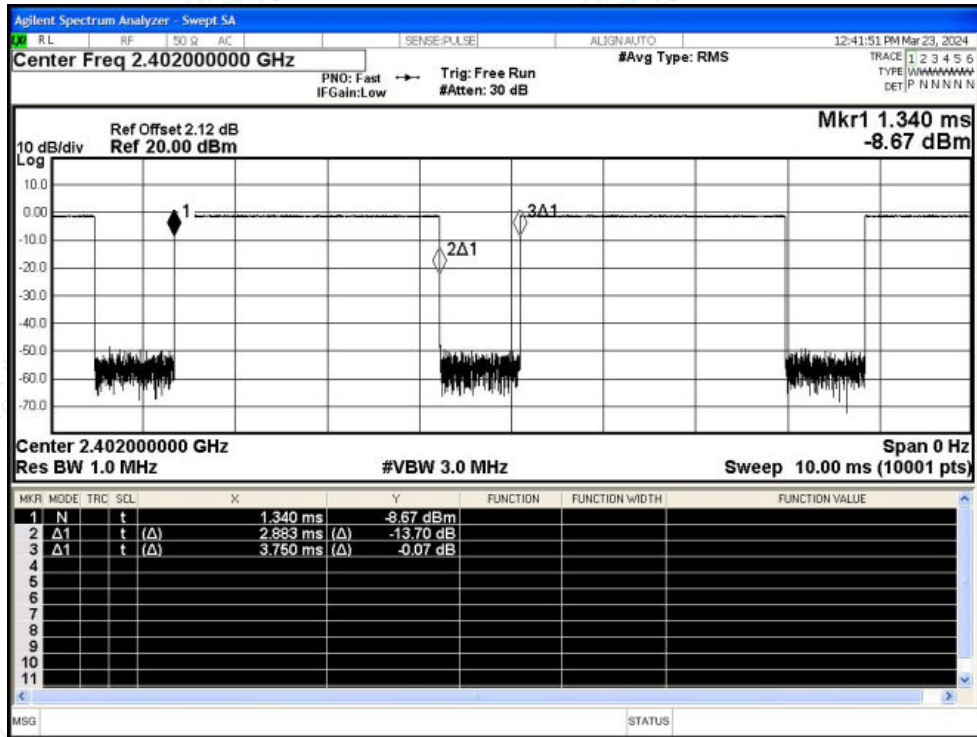 Agilent Spectrum Analyzer - Swept SA
LXI RL RF 50 Ω AC SENSE:PULSE ALIGNAUTO 12:41:51 PM Mar 23, 2024
Center Freq 2.402000000 GHz #Avg Type: RMS TRACE 1 2 3 4 5 6
PNO: Fast Trig: Free Run TYPE
IFGain:Low #Atten: 30 dB DET P N N N N N
Mkr1 1.340 ms
Ref Offset 2.12 dB
10 dB/div Ref 20.00 dBm -8.67 dBm
Log
10.0
0.00
1
3Δ1
-10.0
2Δ1
-20.0
-30.0
-40.0
-50.0
-60.0
-70.0
Center 2.402000000 GHz Span 0 Hz
Res BW 1.0 MHz #VBW 3.0 MHz Sweep 10.00 ms (10001 pts)
MKR MODE TRC SCL X Y FUNCTION FUNCTION WIDTH FUNCTION VALUE
1 N t 1.340 ms -8.67 dBm
2 Δ1 t (Δ) 2.883 ms (Δ) -13.70 dB
3 Δ1 t (Δ) 3.750 ms (Δ) -0.07 dB
4
5
6
7
8
9
10
11
MSG STATUS